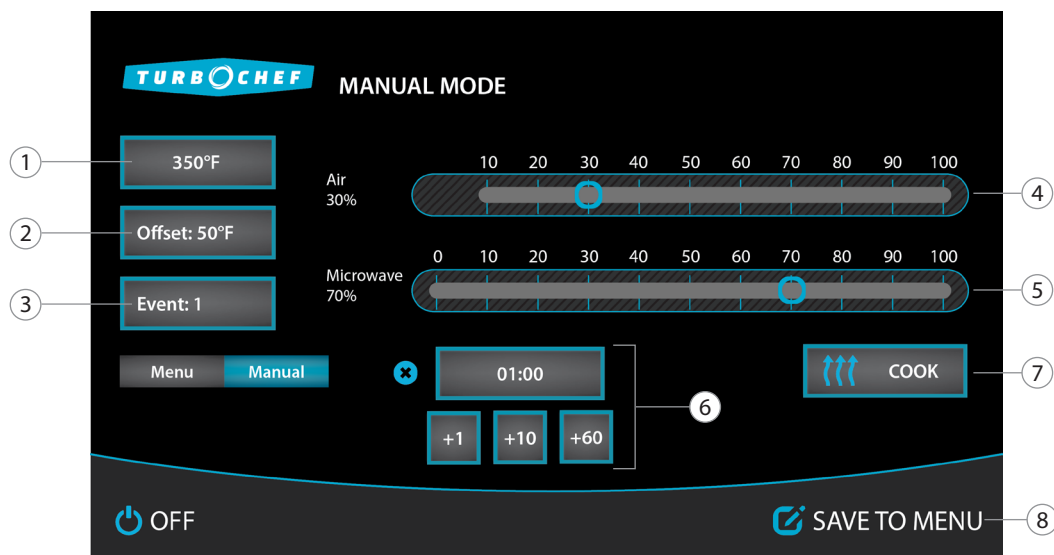 TURBOCHEF
MANUAL MODE
1
350°F
2
Offset: 50°F
3
Event: 1
Menu Manual
10 20 30 40 50 60 70 80 90 100
Air
30%
4
0 10 20 30 40 50 60 70 80 90 100
Microwave
70%
5
01:00
+1 +10 +60
6
COOK
7
OFF
SAVE TO MENU
8